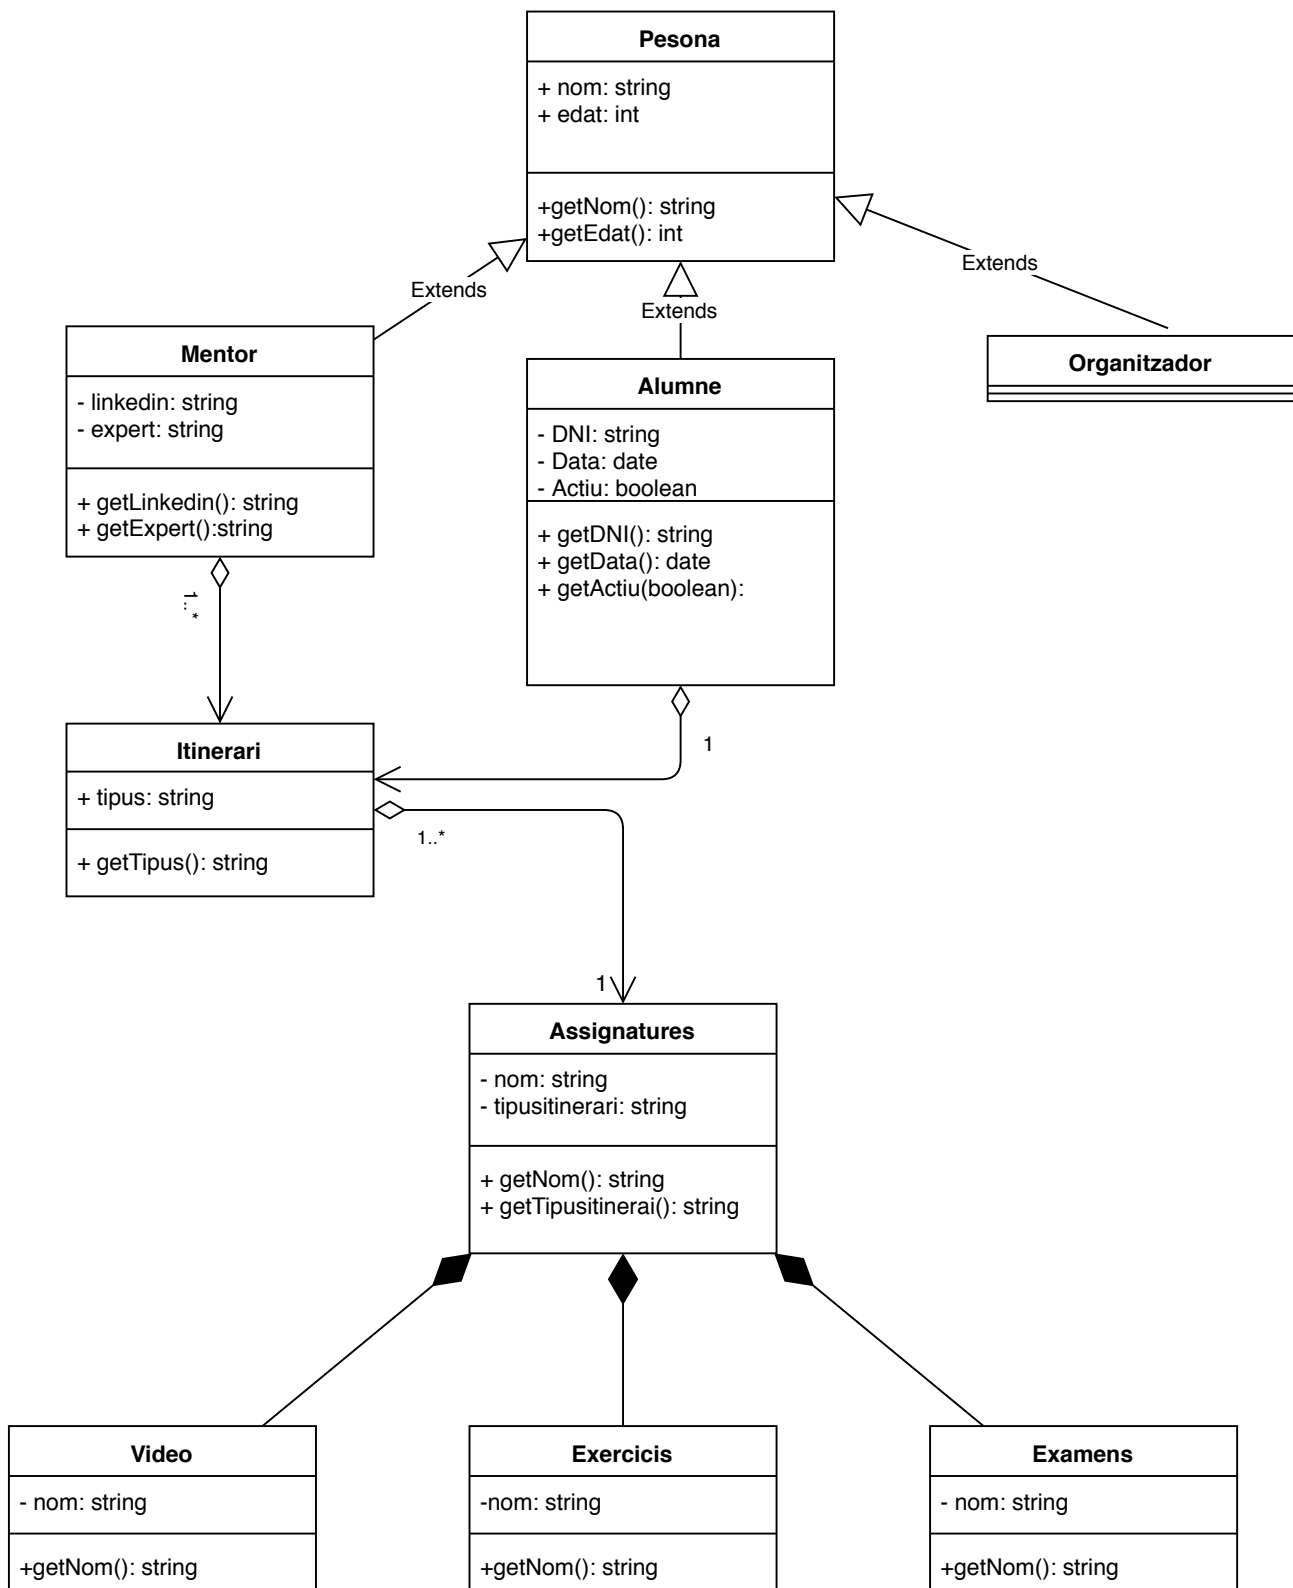 Pesona
+ nom: string
+ edat: int
+getNom(): string
+getEdat(): int
Extends
Extends
Extends
Mentor
- linkedin: string
- expert: string
+ getLinkedin(): string
+ getExpert():string
Alumne
- DNI: string
- Data: date
- Actiu: boolean
+ getDNI(): string
+ getData(): date
+ getActiu(boolean):
Organitzador
1..*
1
Itinerari
+ tipus: string
+ getTipus(): string
1..*
1
Assignatures
- nom: string
- tipusitinerari: string
+ getNom(): string
+ getTipusitinerai(): string
Video
- nom: string
+getNom(): string
Exercicis
-nom: string
+getNom(): string
Examens
- nom: string
+getNom(): string